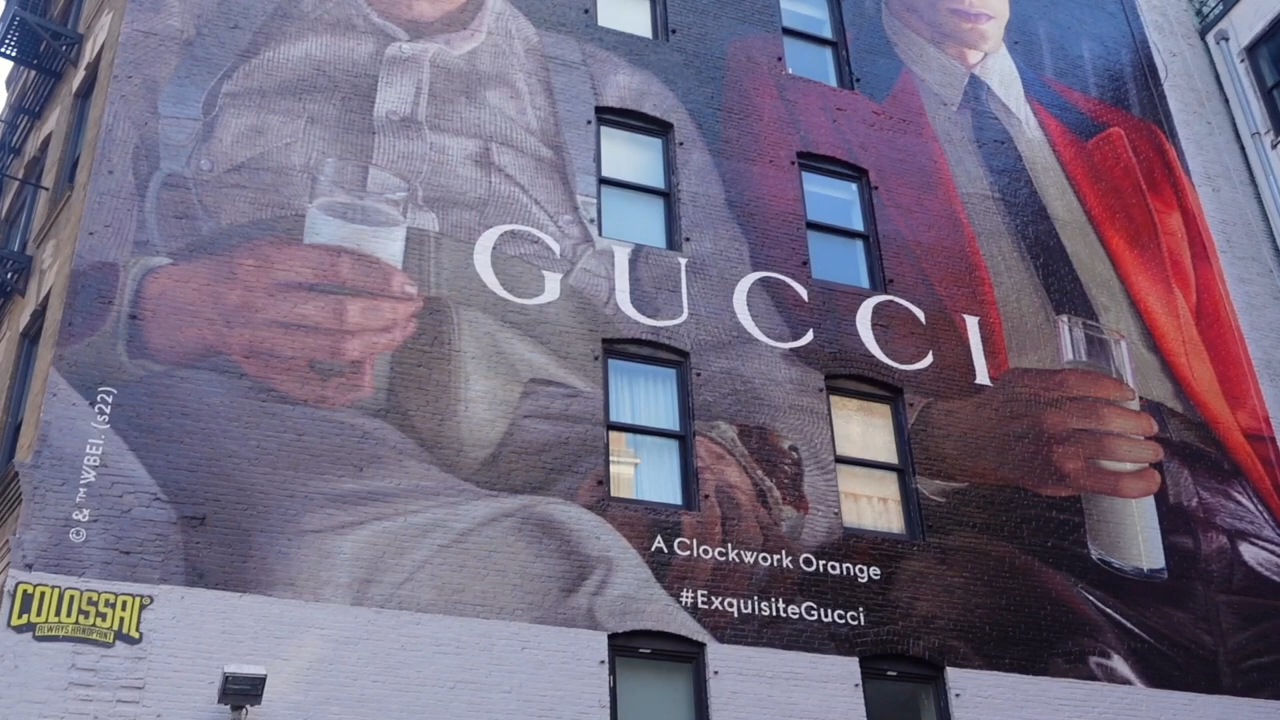 GUCCI
A Clockwork Orange
#ExquisiteGucci
© & ™ WBEI. (s22)
COLOSSAL
ALWAYS HANDPAINT